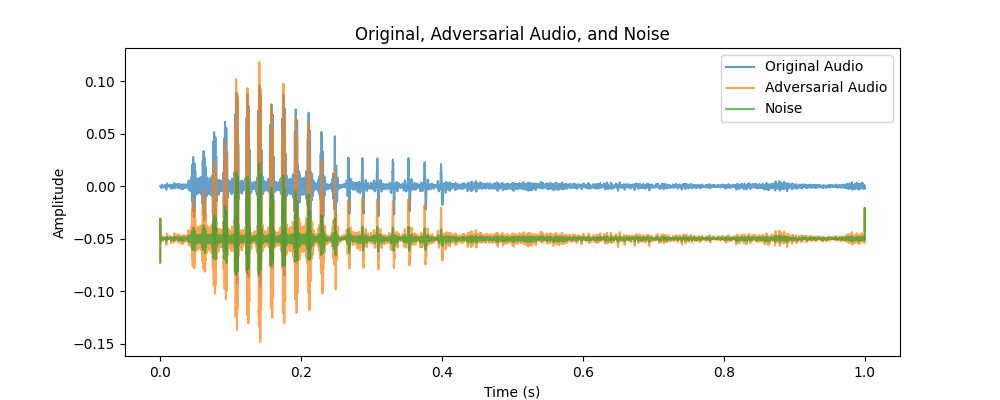 Original, Adversarial Audio, and Noise
Original Audio
Adversarial Audio
Noise
Amplitude
0.10
0.05
0.00
−0.05
−0.10
−0.15
0.0 0.2 0.4 0.6 0.8 1.0
Time (s)